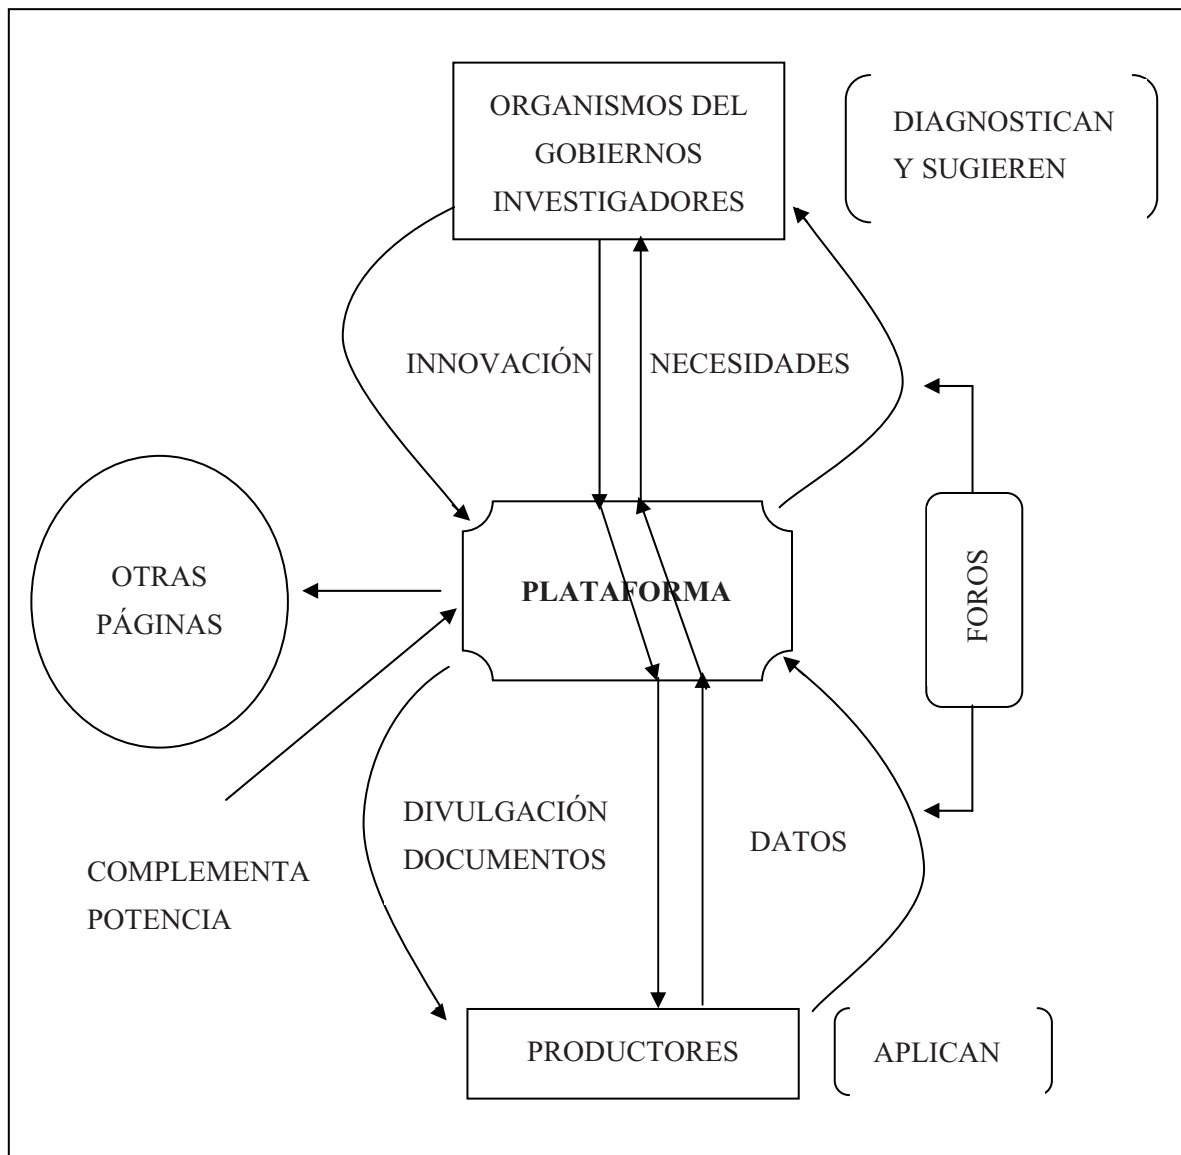 ORGANISMOS DEL
GOBIERNOS
INVESTIGADORES
DIAGNOSTICAN
Y SUGIEREN
INNOVACIÓN
NECESIDADES
OTRAS
PÁGINAS
PLATAFORMA
FOROS
COMPLEMENTA
POTENCIA
DIVULGACIÓN
DOCUMENTOS
DATOS
PRODUCTORES
APLICAN